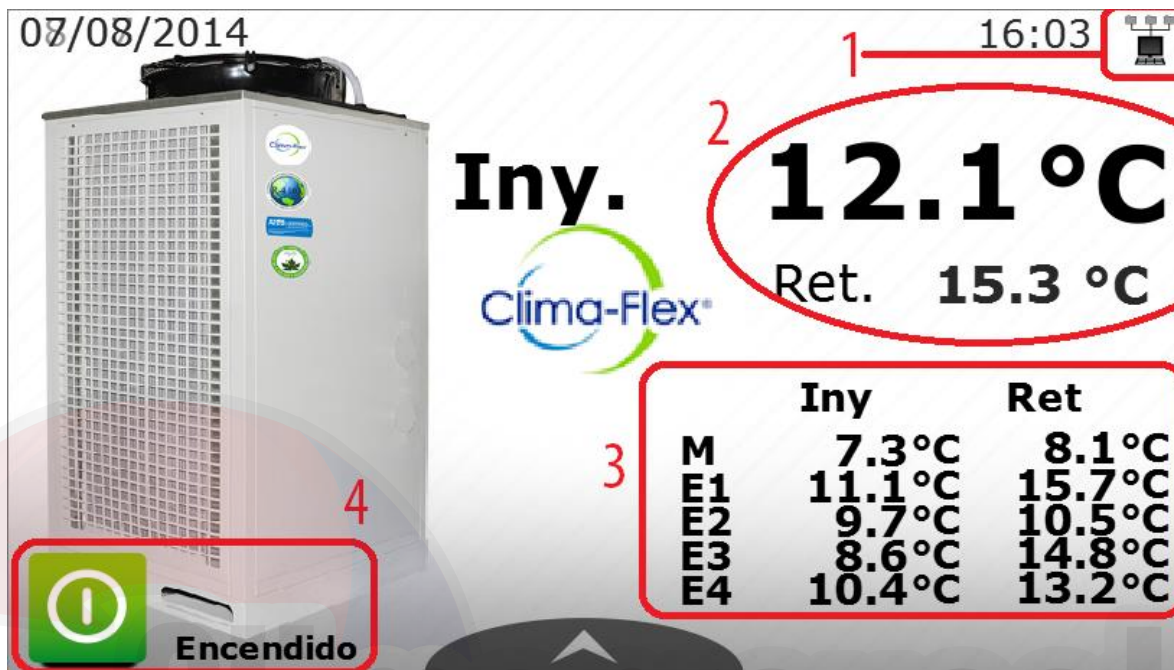 08/08/2014
16:03
1
2
Iny. 12.1°C
Ret. 15.3 °C
Clima-Flex®
Iny Ret
3
M 7.3°C 8.1°C
E1 11.1°C 15.7°C
E2 9.7°C 10.5°C
E3 8.6°C 14.8°C
E4 10.4°C 13.2°C
4
Encendido